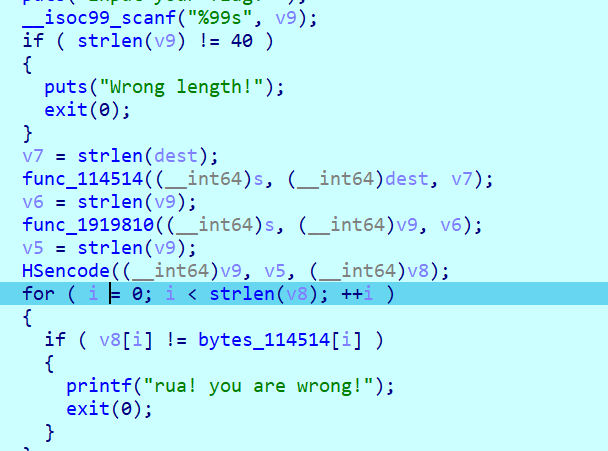 __isoc99_scanf("%99s", v9);
if ( strlen(v9) != 40 )
{
puts("Wrong length!");
exit(0);
}
v7 = strlen(dest);
func_114514((__int64)s, (__int64)dest, v7);
v6 = strlen(v9);
func_1919810((__int64)s, (__int64)v9, v6);
v5 = strlen(v9);
HSencode((__int64)v9, v5, (__int64)v8);
for ( i = 0; i < strlen(v8); ++i )
{
if ( v8[i] != bytes_114514[i] )
{
printf("rua! you are wrong!");
exit(0);
}